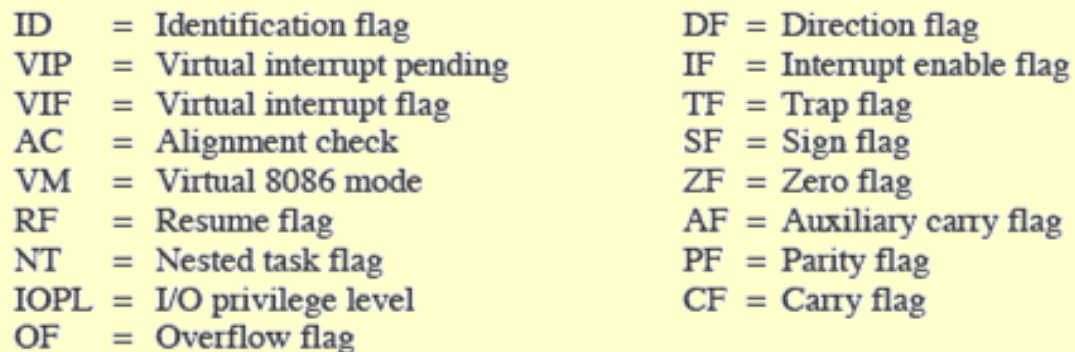 ID = Identification flag
VIP = Virtual interrupt pending
VIF = Virtual interrupt flag
AC = Alignment check
VM = Virtual 8086 mode
RF = Resume flag
NT = Nested task flag
IOPL = I/O privilege level
OF = Overflow flag
DF = Direction flag
IF = Interrupt enable flag
TF = Trap flag
SF = Sign flag
ZF = Zero flag
AF = Auxiliary carry flag
PF = Parity flag
CF = Carry flag